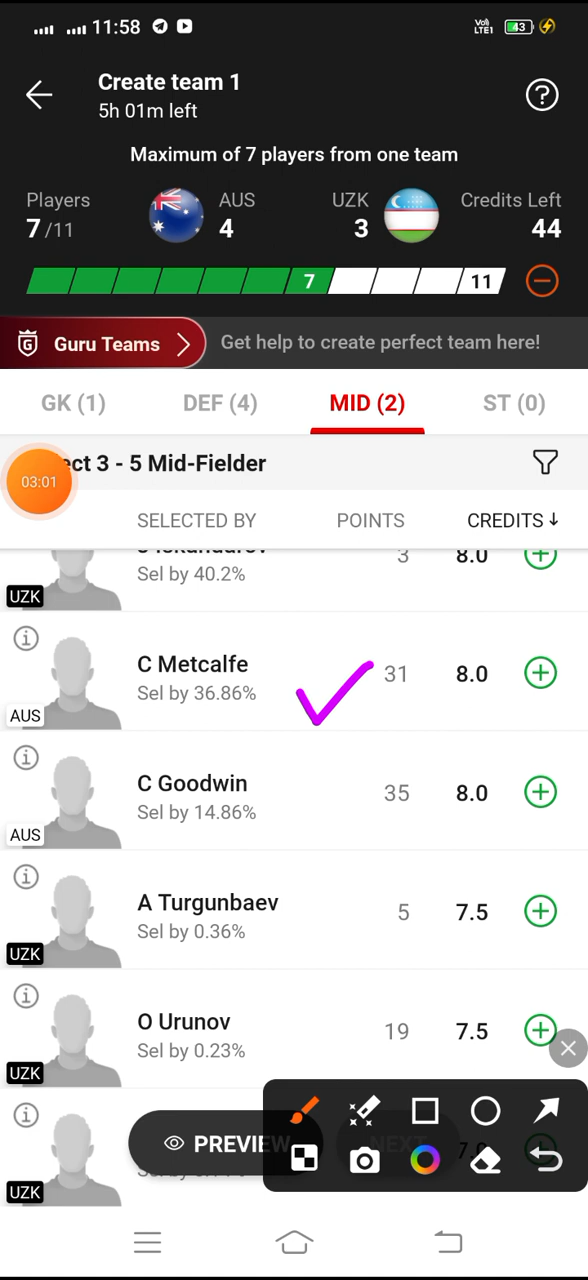 11:58 VoB LTE1 43
Create team 1
5h 01m left
Maximum of 7 players from one team
Players AUS UZK Credits Left
7/11 4 3 44
7 11
Guru Teams Get help to create perfect team here!
GK (1) DEF (4) MID (2) ST (0)
03:01 ect 3 - 5 Mid-Fielder
SELECTED BY POINTS CREDITS↓
Sel by 40.2% 3 8.0
UZK
C Metcalfe
Sel by 36.86% 31 8.0
AUS
C Goodwin
Sel by 14.86% 35 8.0
AUS
A Turgunbaev
Sel by 0.36% 5 7.5
UZK
O Urunov
Sel by 0.23% 19 7.5
UZK
PREVIEW NEXT
UZK